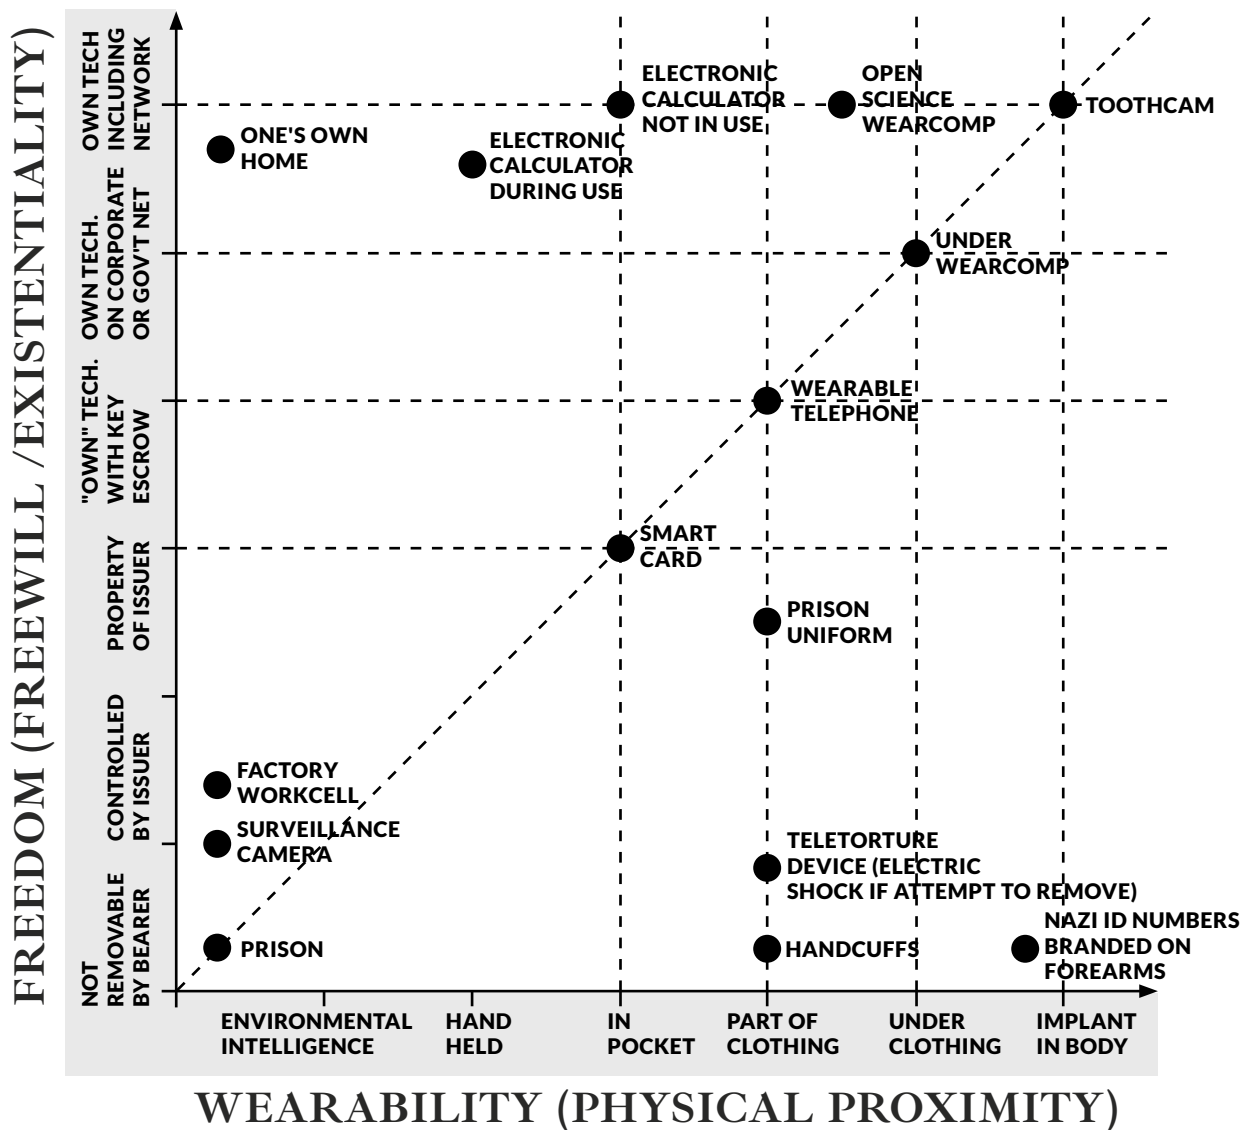 FREEDOM (FREEWILL /EXISTENTIALITY)
OWN TECH
INCLUDING
NETWORK
OWN TECH.
ON CORPORATE
OR GOV'T NET
"OWN" TECH.
WITH KEY
ESCROW
PROPERTY
OF ISSUER
CONTROLLED
BY ISSUER
NOT
REMOVABLE
BY BEARER
ELECTRONIC
CALCULATOR
NOT IN USE
OPEN
SCIENCE
WEARCOMP
TOOTHCAM
ONE'S OWN
HOME
ELECTRONIC
CALCULATOR
DURING USE
UNDER
WEARCOMP
WEARABLE
TELEPHONE
SMART
CARD
PRISON
UNIFORM
FACTORY
WORKCELL
SURVEILLANCE
CAMERA
TELETORTURE
DEVICE (ELECTRIC
SHOCK IF ATTEMPT TO REMOVE)
PRISON
HANDCUFFS
NAZI ID NUMBERS
BRANDED ON
FOREARMS
ENVIRONMENTAL
INTELLIGENCE
HAND
HELD
IN
POCKET
PART OF
CLOTHING
UNDER
CLOTHING
IMPLANT
IN BODY
WEARABILITY (PHYSICAL PROXIMITY)